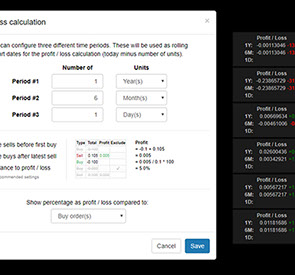 ss calculation
×
can configure three different time periods. These will be used as rolling
ort dates for the profit / loss calculation (today minus number of units)
Number of
Units
Period #1
1
Year(s)
Period #2
6
Month(s)
Period #3
1
Day(s)
e sells before first buy
e buys after latest sell
ance to profit / loss
commended settings
Type Total Profit Exclude
Sell 0.105 0.005
Buy -0.100
Profit
= -0.1 + 0.105
= 0.005
= 0.005 / 0.1 * 100
= 5.0%
Show percentage as profit / loss compared to:
Buy order(s)
Cancel
Save
Profit / Loss
1Y: -0.00113046
6M: -0.00113046
1D:
Profit / Loss
1Y: -0.23865729
6M: -0.23865729
1D:
Profit / Loss
1Y: 0.00669634
6M: -0.00461006
1D:
Profit / Loss
1Y: 0.02600436
6M: 0.00342921
1D:
Profit / Loss
1Y: 0.00567217
6M: 0.00567217
1D:
Profit / Loss
1Y: 0.01181686
6M: 0.01181686
1D: